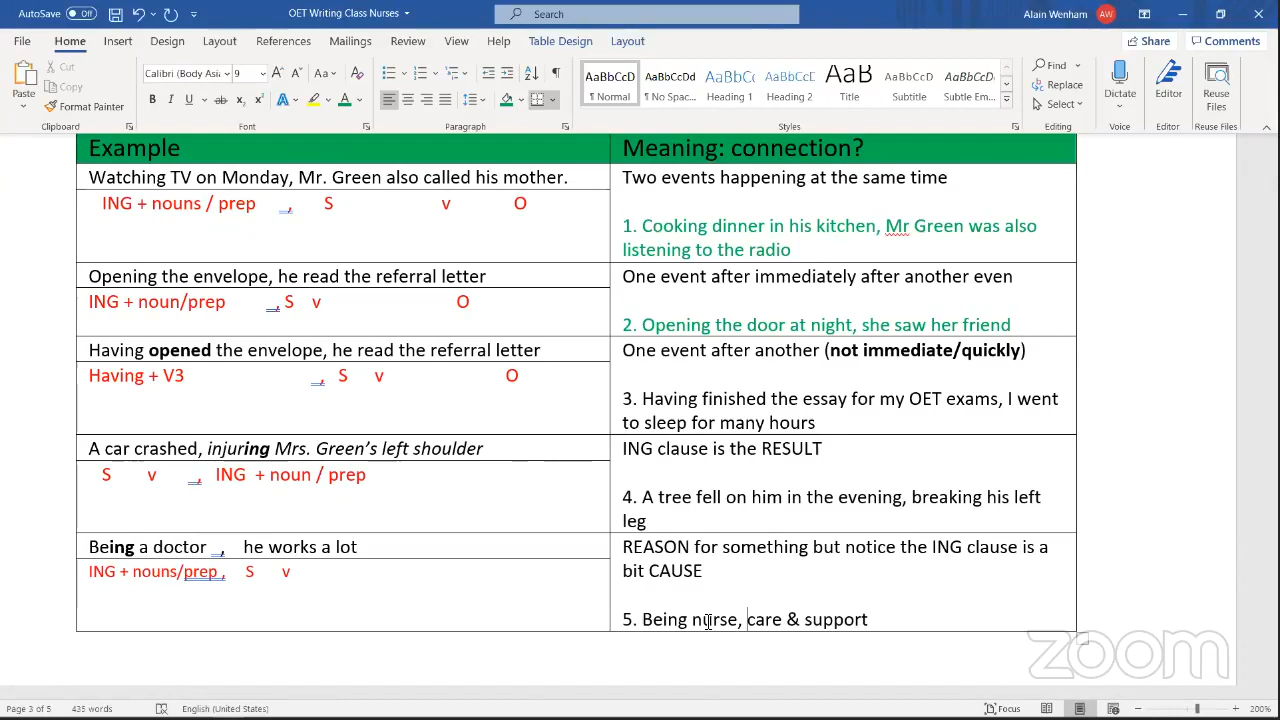 AutoSave Off OET Writing Class Nurses Search Alain Wenham AW
File Home Insert Draw Design Layout References Mailings Review View Help Table Design Layout Share Comments
Paste Cut Copy Format Painter
Calibri (Body Asi 9
Normal No Spac... Heading 1 Heading 2 Title Subtitle Subtle Em...
Find Replace Select Dictate Editor Reuse Files
Clipboard Font Paragraph Styles Editing Voice Editor Reuse Files
Example Meaning: connection?
Watching TV on Monday, Mr. Green also called his mother. Two events happening at the same time
ING + nouns / prep , S v O
1. Cooking dinner in his kitchen, Mr Green was also
listening to the radio
Opening the envelope, he read the referral letter One event after immediately after another even
ING + noun/prep , S v O
2. Opening the door at night, she saw her friend
Having opened the envelope, he read the referral letter One event after another (not immediate/quickly)
Having + V3 , S v O
3. Having finished the essay for my OET exams, I went
to sleep for many hours
A car crashed, injuring Mrs. Green's left shoulder ING clause is the RESULT
S v , ING + noun / prep
4. A tree fell on him in the evening, breaking his left
leg
Being a doctor , he works a lot REASON for something but notice the ING clause is a
ING + nouns/prep , S v bit CAUSE
5. Being nurse, care & support
zoom
Page 3 of 5 435 words English (United States) Focus 200%